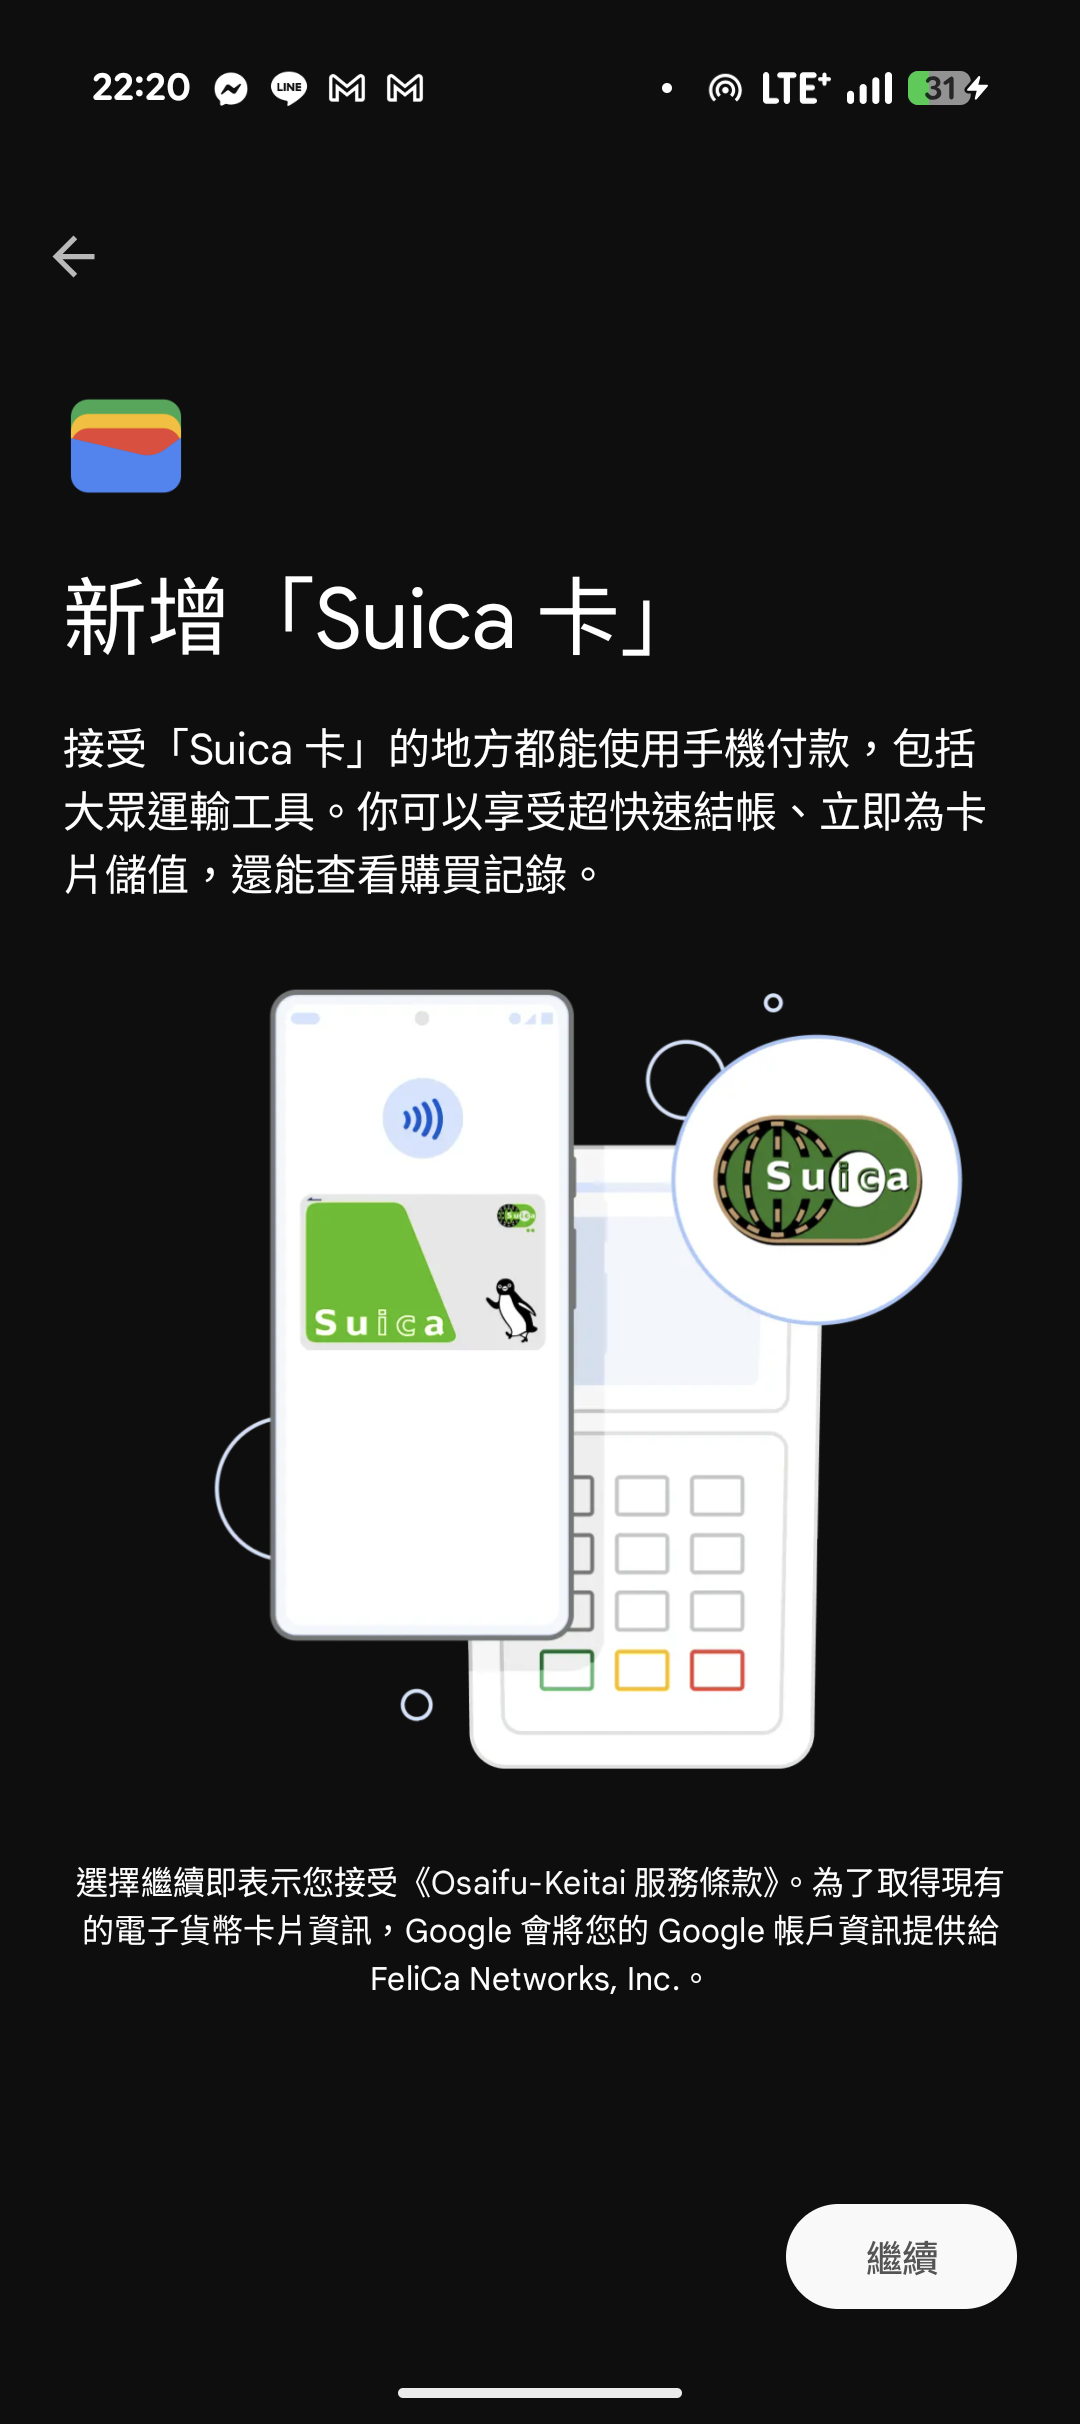 22:20 LINE LTE+ 31
新增「Suica 卡」
接受「Suica 卡」的地方都能使用手機付款，包括
大眾運輸工具。你可以享受超快速結帳、立即為卡
片儲值，還能查看購買記錄。
Suica
Suica
Suica
選擇繼續即表示您接受《Osaifu-Keitai 服務條款》。為了取得現有
的電子貨幣卡片資訊，Google 會將您的 Google 帳戶資訊提供給
FeliCa Networks, Inc.。
繼續